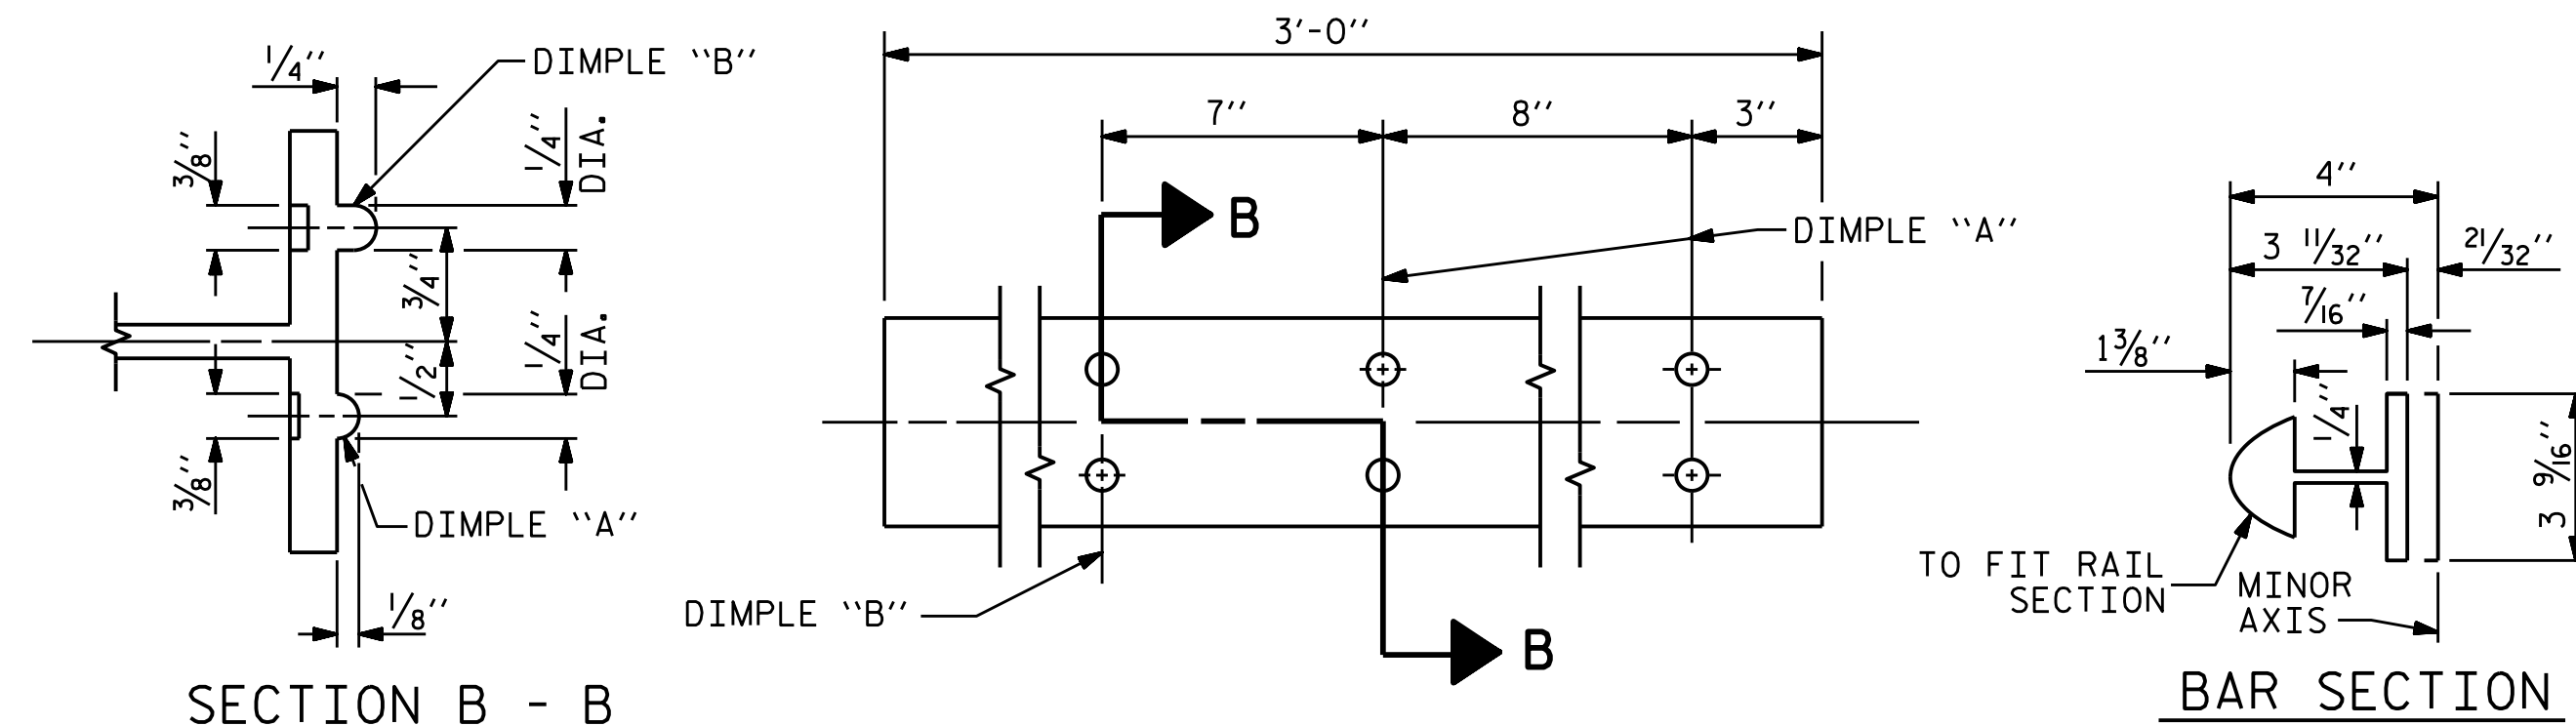 1/4"
DIMPLE "B"
3/8"
1/4" DIA.
3/4"
1/2"
1/4" DIA.
3/8"
DIMPLE "A"
1/8"
SECTION B - B
3'-0"
7"
8"
3"
B
DIMPLE "A"
DIMPLE "B"
B
4"
3 11/32"
21/32"
7/16"
1 3/8"
1/4"
3 9/16"
TO FIT RAIL
SECTION
MINOR
AXIS
BAR SECTION